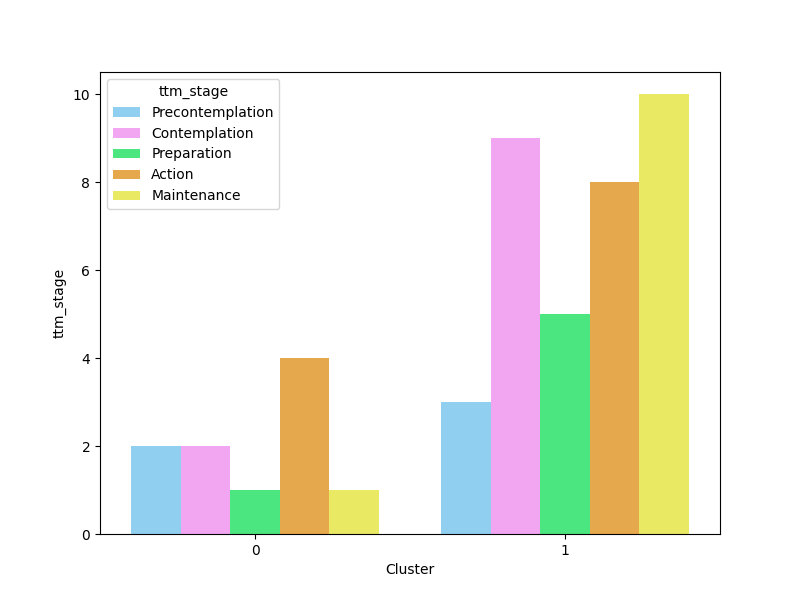 ttm_stage
Precontemplation
Contemplation
Preparation
Action
Maintenance
ttm_stage
10
8
6
4
2
0
0 1
Cluster